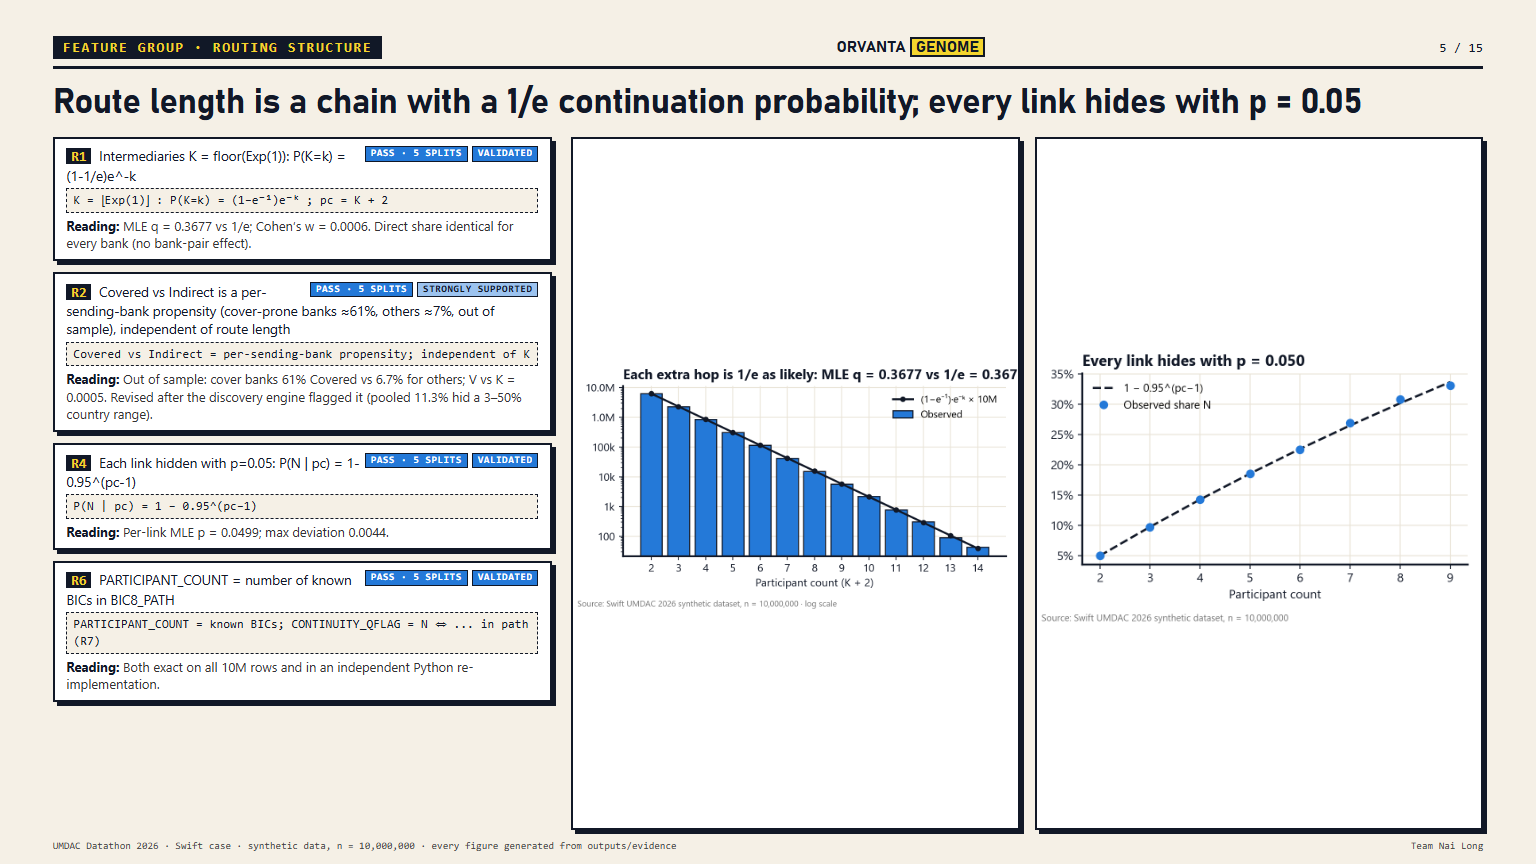 FEATURE GROUP · ROUTING STRUCTURE
ORVANTA GENOME
5 / 15
Route length is a chain with a 1/e continuation probability; every link hides with p = 0.05
R1 Intermediaries K = floor(Exp(1)): P(K=k) =
(1-1/e)e^-k
PASS · 5 SPLITS VALIDATED
K = ⌊Exp(1)⌋ : P(K=k) = (1−e⁻¹)e⁻ᵏ ; pc = K + 2
Reading: MLE q = 0.3677 vs 1/e; Cohen's w = 0.0006. Direct share identical for
every bank (no bank-pair effect).
R2 Covered vs Indirect is a per-
PASS · 5 SPLITS STRONGLY SUPPORTED
sending-bank propensity (cover-prone banks ≈61%, others ≈7%, out of
sample), independent of route length
Covered vs Indirect = per-sending-bank propensity; independent of K
Reading: Out of sample: cover banks 61% Covered vs 6.7% for others; V vs K =
0.0005. Revised after the discovery engine flagged it (pooled 11.3% hid a 3–50%
country range).
R4 Each link hidden with p=0.05: P(N | pc) = 1-
0.95^(pc-1)
PASS · 5 SPLITS VALIDATED
P(N | pc) = 1 − 0.95^(pc−1)
Reading: Per-link MLE p = 0.0499; max deviation 0.0044.
R6 PARTICIPANT_COUNT = number of known
BICs in BIC8_PATH
PASS · 5 SPLITS VALIDATED
PARTICIPANT_COUNT = known BICs; CONTINUITY_QFLAG = N ⇔ ... in path
(R7)
Reading: Both exact on all 10M rows and in an independent Python re-
implementation.
Each extra hop is 1/e as likely: MLE q = 0.3677 vs 1/e = 0.367
10.0M
1.0M
100k
10k
1k
100
(1−e⁻¹)·e⁻ᵏ × 10M
Observed
2 3 4 5 6 7 8 9 10 11 12 13 14
Participant count (K + 2)
Source: Swift UMDAC 2026 synthetic dataset, n = 10,000,000 · log scale
Every link hides with p = 0.050
35%
30%
25%
20%
15%
10%
5%
1 − 0.95^(pc−1)
Observed share N
2 3 4 5 6 7 8 9
Participant count
Source: Swift UMDAC 2026 synthetic dataset, n = 10,000,000
UMDAC Datathon 2026 · Swift case · synthetic data, n = 10,000,000 · every figure generated from outputs/evidence
Team Nai Long